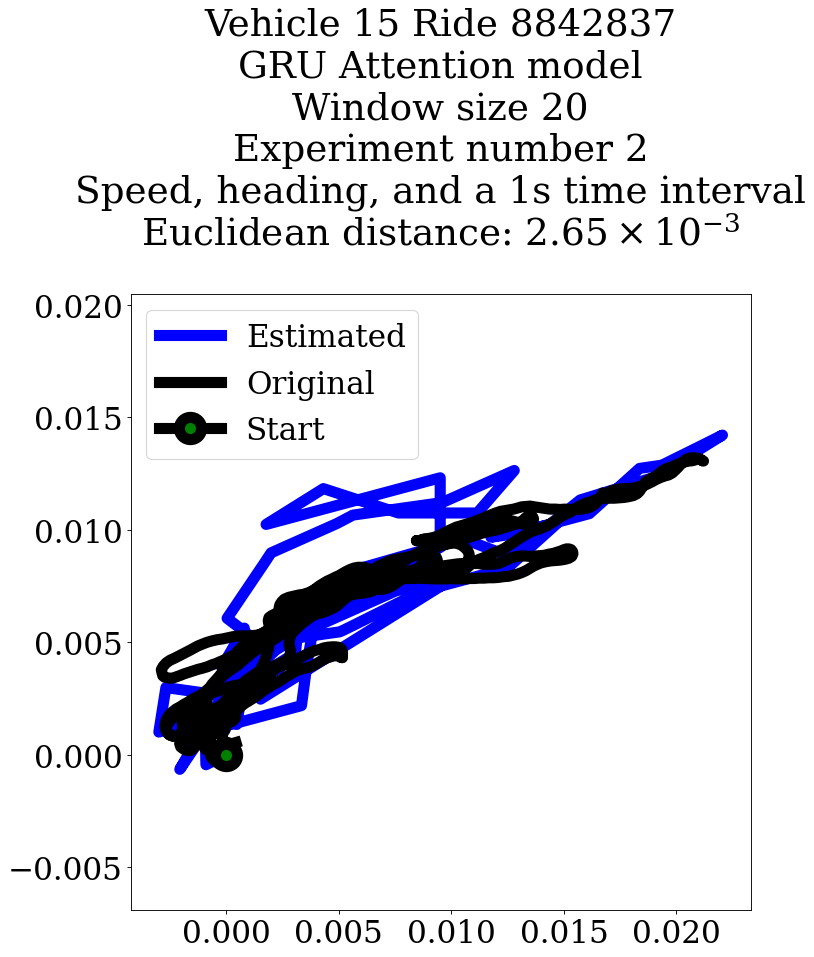 Vehicle 15 Ride 8842837
GRU Attention model
Window size 20
Experiment number 2
Speed, heading, and a 1s time interval
Euclidean distance: 2.65 × 10⁻³
0.020
Estimated
Original
Start
0.015
0.010
0.005
0.000
−0.005
0.000 0.005 0.010 0.015 0.020